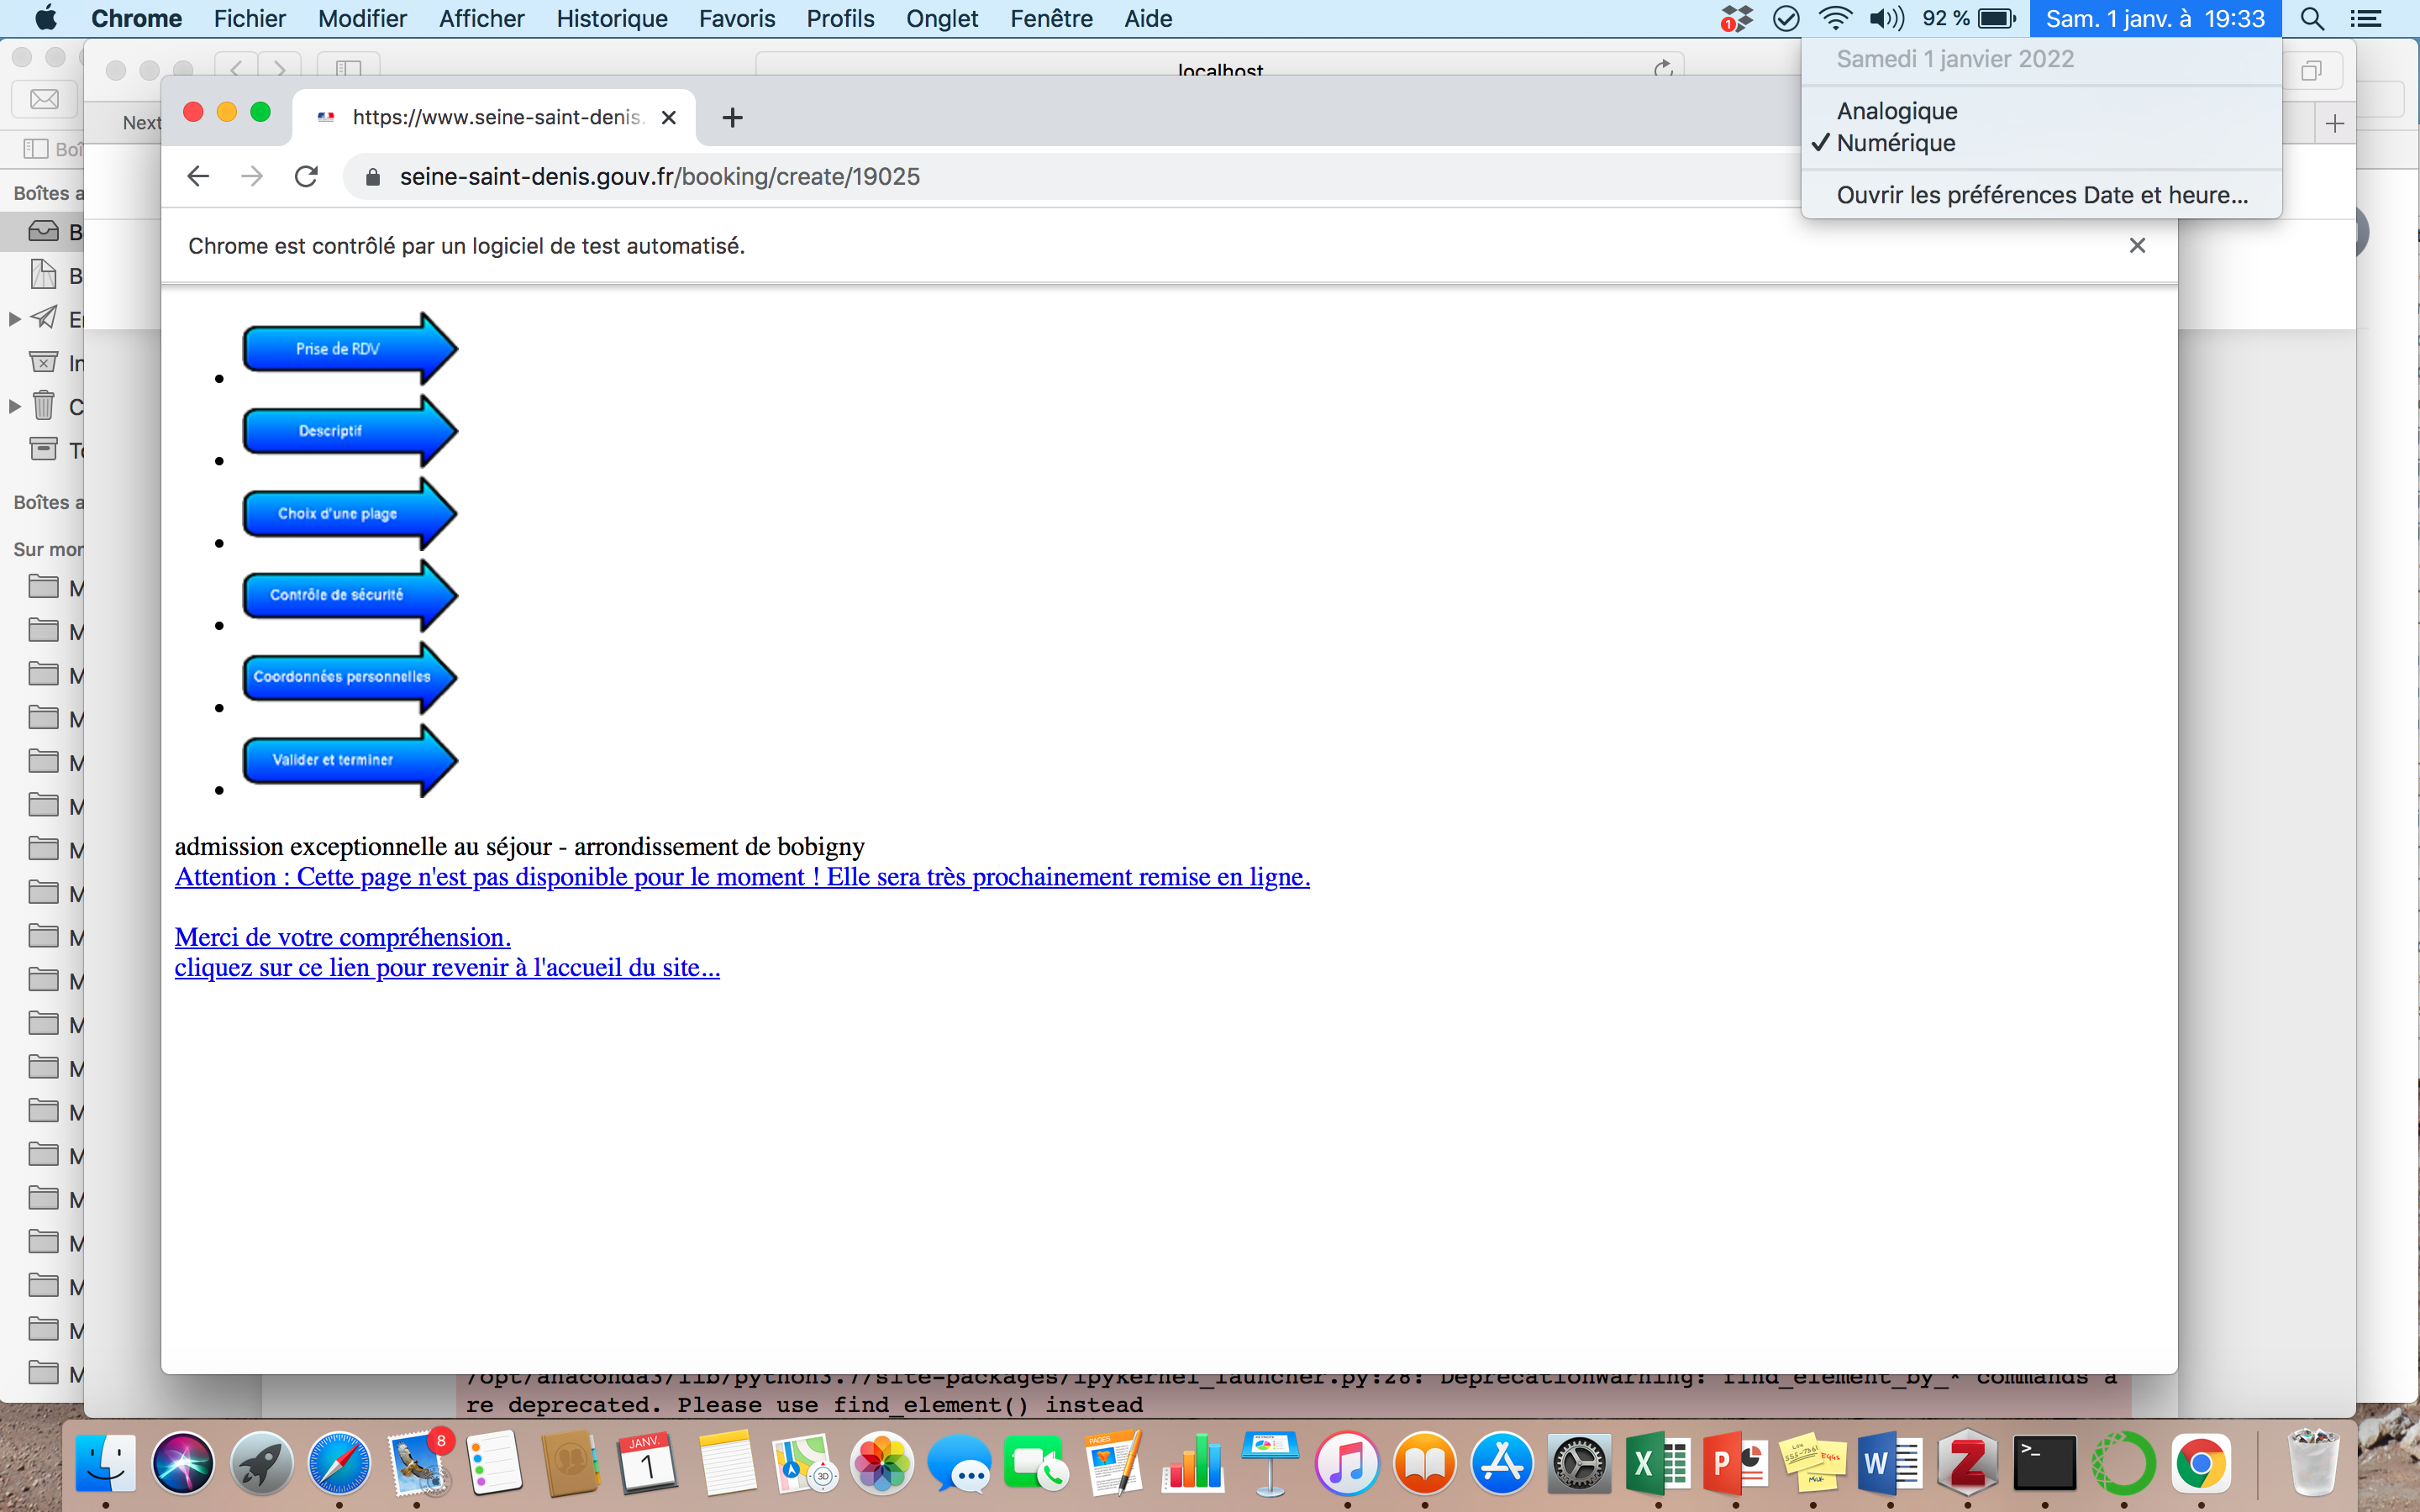 Chrome Fichier Modifier Afficher Historique Favoris Profils Onglet Fenêtre Aide 1 92 % Sam. 1 janv. à 19:33
Samedi 1 janvier 2022
Analogique
✓ Numérique
Ouvrir les préférences Date et heure...
localhost
Next
https://www.seine-saint-denis.
seine-saint-denis.gouv.fr/booking/create/19025
Chrome est contrôlé par un logiciel de test automatisé.
Boîtes
Sur mon
Prise de RDV
Descriptif
Choix d'une plage
Contrôle de sécurité
Coordonnées personnelles
Valider et terminer
admission exceptionnelle au séjour - arrondissement de bobigny
Attention : Cette page n'est pas disponible pour le moment ! Elle sera très prochainement remise en ligne.
Merci de votre compréhension.
cliquez sur ce lien pour revenir à l'accueil du site...
/opt/anaconda3/lib/python3.7/site-packages/ipykernel_launcher.py:28: DeprecationWarning: find_element_by_* commands a
re deprecated. Please use find_element() instead
8
JANV.
1
3D
PAGES